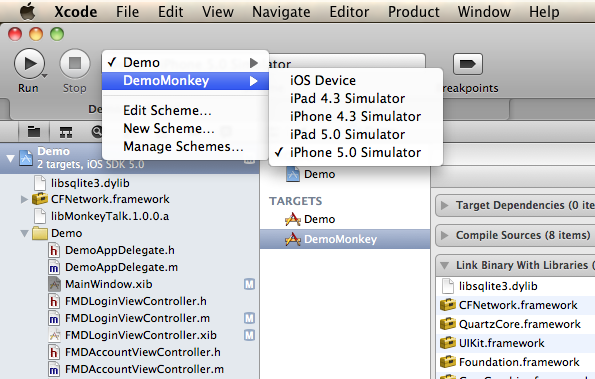 Xcode File Edit View Navigate Editor Product Window Help
Run Stop Breakpoints
Demo
DemoMonkey
Edit Scheme...
New Scheme...
Manage Schemes...
iOS Device
iPad 4.3 Simulator
iPhone 4.3 Simulator
iPad 5.0 Simulator
iPhone 5.0 Simulator
Demo
2 targets, iOS SDK 5.0
libsqlite3.dylib
CFNetwork.framework
libMonkeyTalk.1.0.0.a
Demo
DemoAppDelegate.h
DemoAppDelegate.m
MainWindow.xib M
FMDLoginViewController.h
FMDLoginViewController.m M
FMDLoginViewController.xib M
FMDAccountViewController.h
FMDAccountViewController.m
Demo
TARGETS
Demo
DemoMonkey
Target Dependencies (0 ite
Compile Sources (8 items)
Link Binary With Libraries (
libsqlite3.dylib
CFNetwork.framework
QuartzCore.framework
UIKit.framework
Foundation.framework